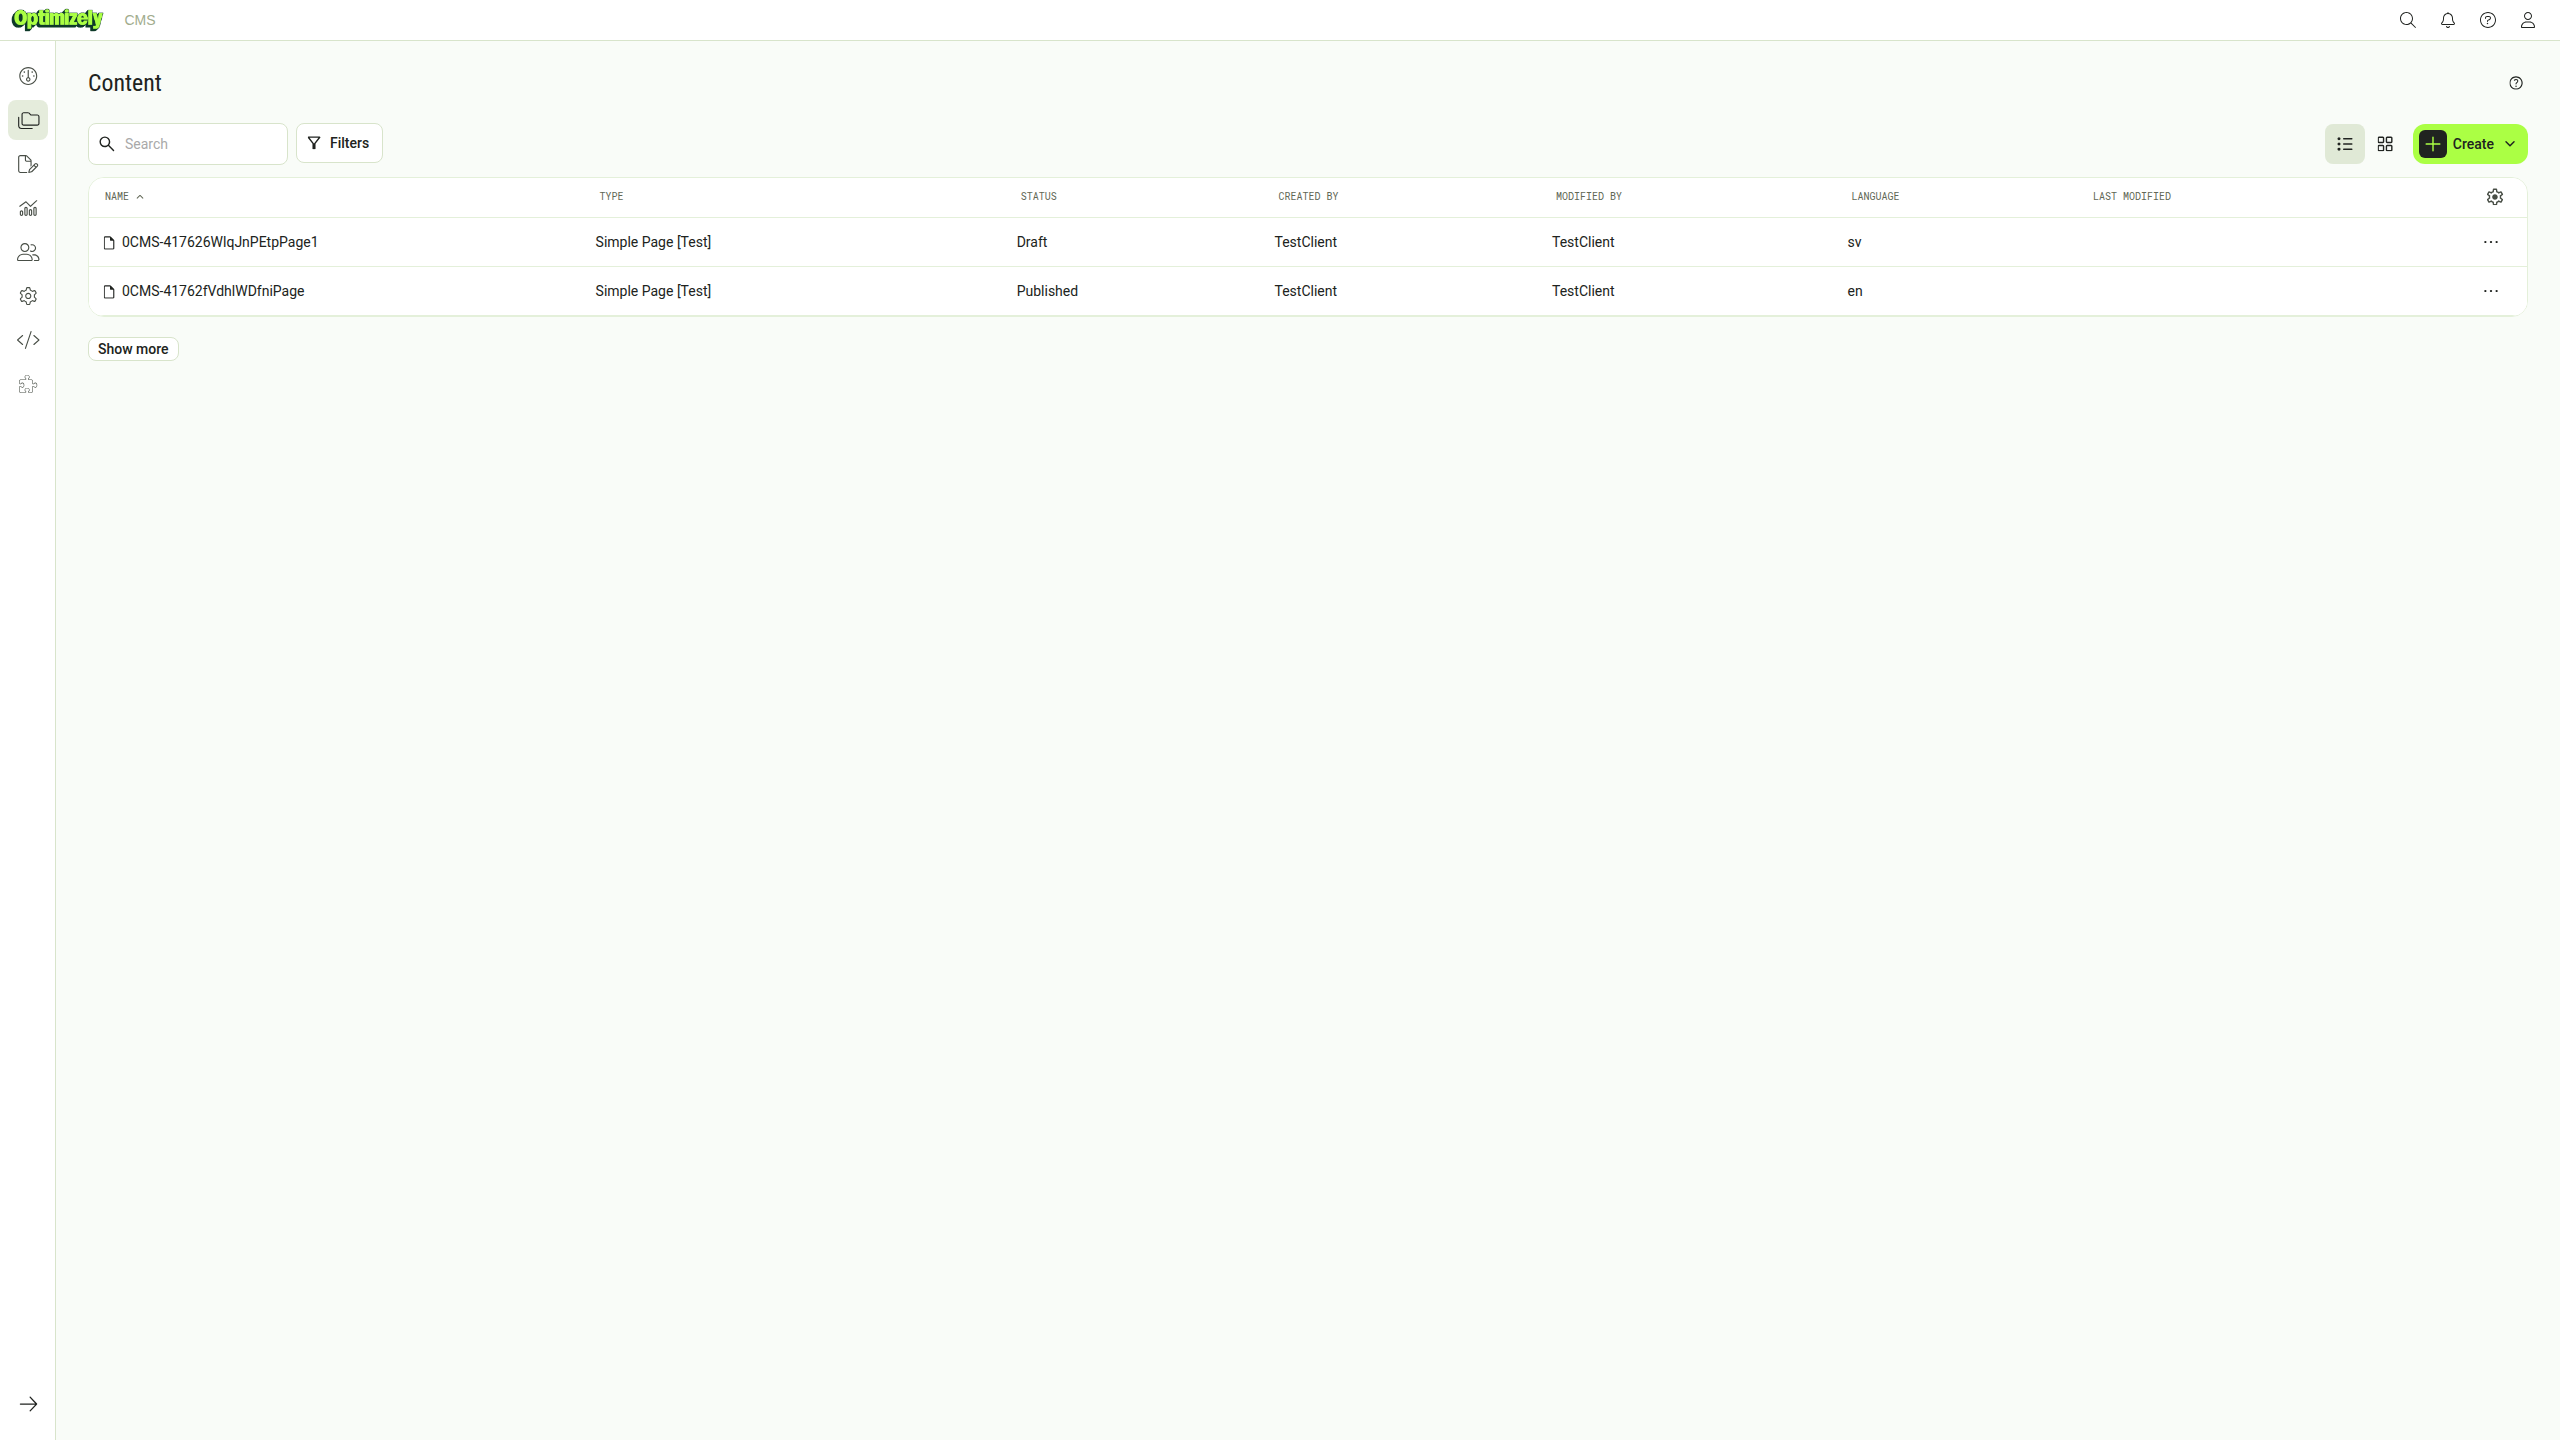 Optimizely CMS
Content
Search Filters Create
NAME TYPE STATUS CREATED BY MODIFIED BY LANGUAGE LAST MODIFIED
0CMS-417626WlqJnPEtpPage1 Simple Page [Test] Draft TestClient TestClient sv
0CMS-41762fVdhlWDfniPage Simple Page [Test] Published TestClient TestClient en
Show more